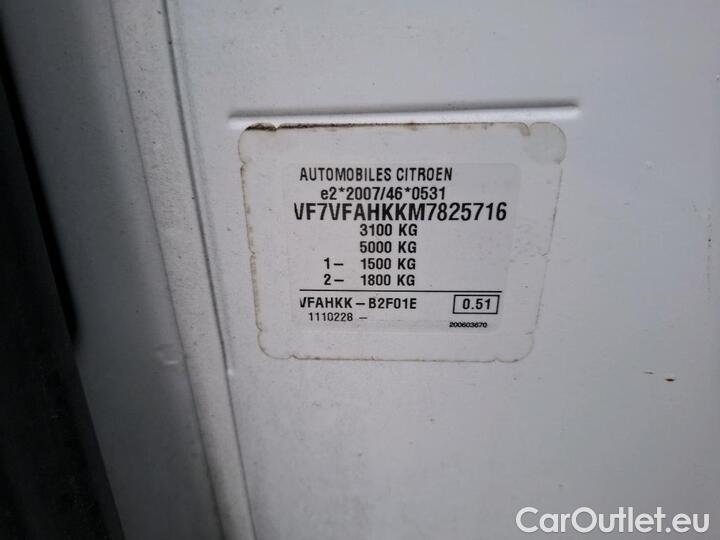 AUTOMOBILES CITROEN
e2*2007/46*0531
VF7VFAHKKM7825716
3100 KG
5000 KG
1– 1500 KG
2– 1800 KG
VFAHKK – B2F01E 0.51
1110228 – 200603670
CarOutlet.eu